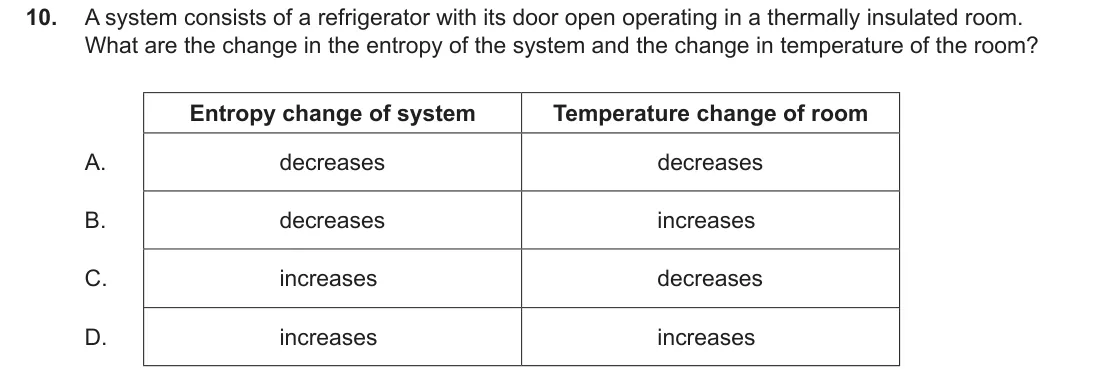 10. A system consists of a refrigerator with its door open operating in a thermally insulated room.
What are the change in the entropy of the system and the change in temperature of the room?
Entropy change of system Temperature change of room
A. decreases decreases
B. decreases increases
C. increases decreases
D. increases increases